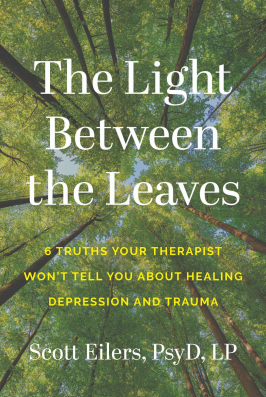 The Light
Between
the Leaves
6 TRUTHS YOUR THERAPIST
WON'T TELL YOU ABOUT HEALING
DEPRESSION AND TRAUMA
Scott Eilers, PsyD, LP